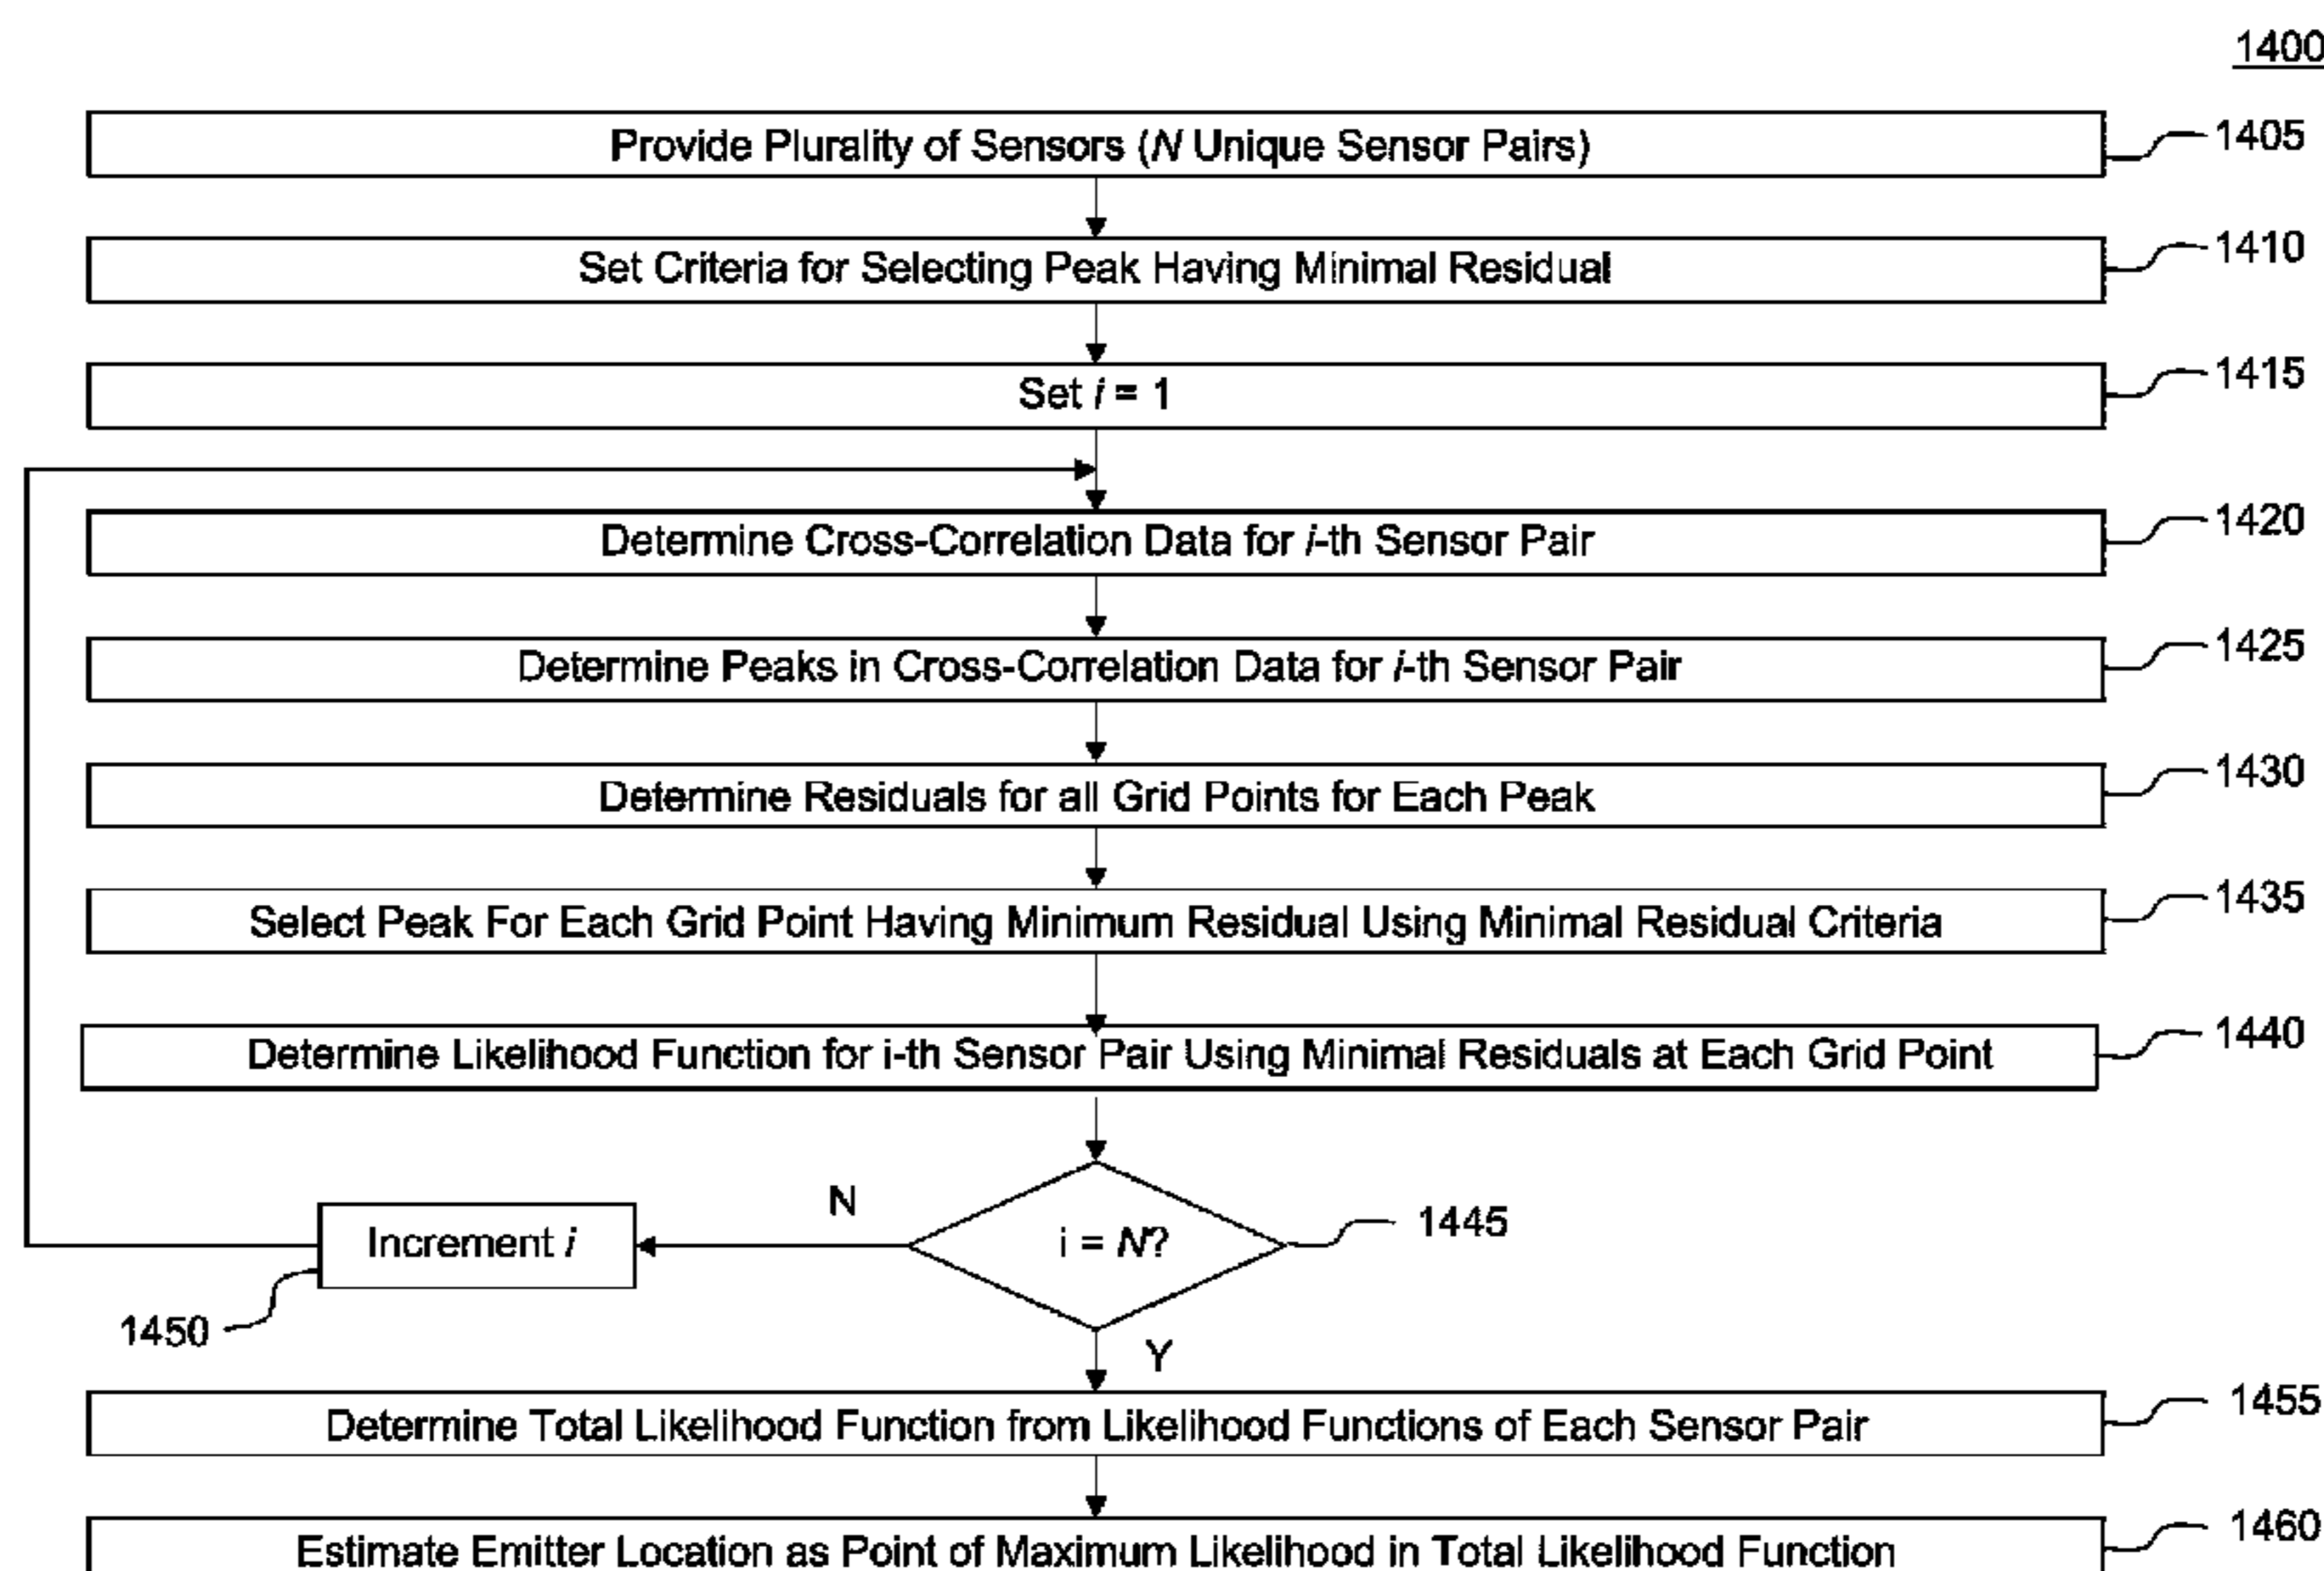 1400
Provide Plurality of Sensors (N Unique Sensor Pairs)
1405
Set Criteria for Selecting Peak Having Minimal Residual
1410
Set i = 1
1415
Determine Cross-Correlation Data for i-th Sensor Pair
1420
Determine Peaks in Cross-Correlation Data for i-th Sensor Pair
1425
Determine Residuals for all Grid Points for Each Peak
1430
Select Peak For Each Grid Point Having Minimum Residual Using Minimal Residual Criteria
1435
Determine Likelihood Function for i-th Sensor Pair Using Minimal Residuals at Each Grid Point
1440
N
i = N?
1445
Increment i
1450
Y
Determine Total Likelihood Function from Likelihood Functions of Each Sensor Pair
1455
Estimate Emitter Location as Point of Maximum Likelihood in Total Likelihood Function
1460